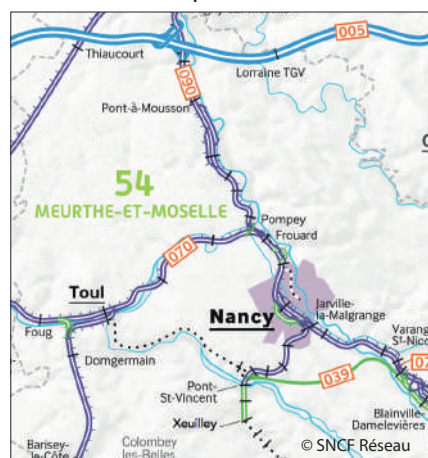 005
Thiaucourt
Lorraine TGV
090
Pont-à-Mousson
54
MEURTHE-ET-MOSELLE
Pompey
Frouard
070
Toul
Nancy
Jarville-
la-Malgrange
Foug
Varang
St-Nico
Domgermain
039
07
Pont-
St-Vincent
Blainville-
Damelevières
Xeuilley
Barisey-
la-Côte
Colombey
les-Belles
© SNCF Réseau